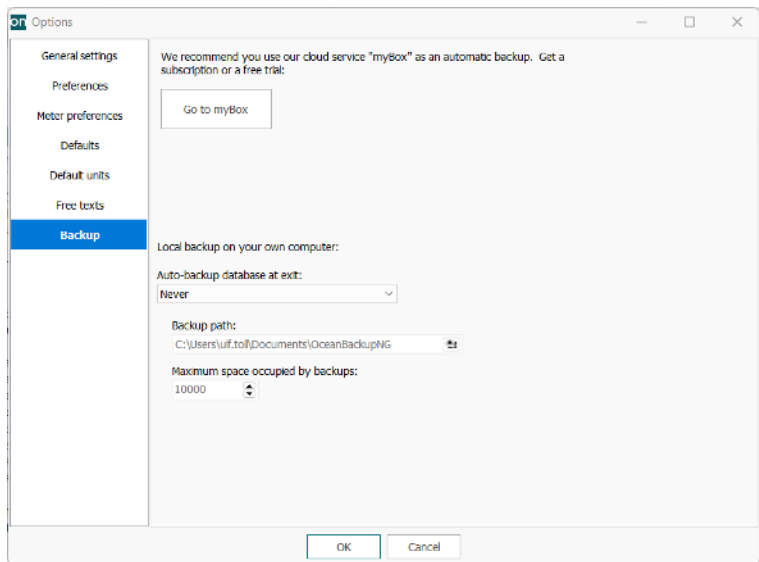 on Options
General settings
Preferences
Meter preferences
Defaults
Default units
Free texts
Backup
We recommend you use our cloud service "myBox" as an automatic backup. Get a
subscription or a free trial:
Go to myBox
Local backup on your own computer:
Auto-backup database at exit:
Never
Backup path:
C:\Users\ulf.toll\Documents\OceanBackupNG
Maximum space occupied by backups:
10000
OK
Cancel